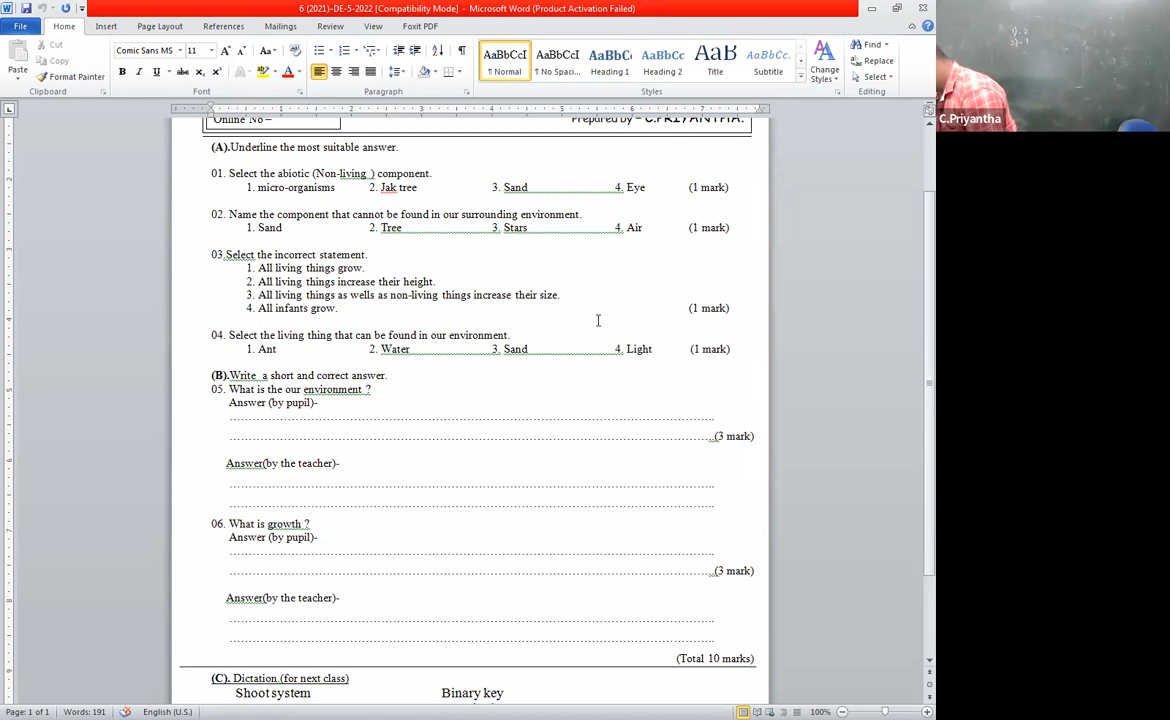 6 (2021)-DE-5-2022 [Compatibility Mode] - Microsoft Word (Product Activation Failed)
File Home Insert Page Layout References Mailings Review Foxit PDF
Cut
Copy
Format Painter
Paste
Clipboard
Comic Sans MS 11
Font
Paragraph
AaBbCcI AaBbCcI AaBbC AaBbCc AaB AaBbCc.
¶ Normal ¶ No Spaci... Heading 1 Heading 2 Title Subtitle
Change Styles
Styles
Find
Replace
Select
Editing
C.Priyantha
Online No – Prepared by – C.PRIYANTHA.
(A).Underline the most suitable answer.
01. Select the abiotic (Non-living ) component.
1. micro-organisms 2. Jak tree 3. Sand 4. Eye (1 mark)
02. Name the component that cannot be found in our surrounding environment.
1. Sand 2. Tree 3. Stars 4. Air (1 mark)
03.Select the incorrect statement.
1. All living things grow.
2. All living things increase their height.
3. All living things as wells as non-living things increase their size.
4. All infants grow. (1 mark)
04. Select the living thing that can be found in our environment.
1. Ant 2. Water 3. Sand 4. Light (1 mark)
(B).Write a short and correct answer.
05. What is the our environment ?
Answer (by pupil)-
(3 mark)
Answer(by the teacher)-
06. What is growth ?
Answer (by pupil)-
(3 mark)
Answer(by the teacher)-
(Total 10 marks)
(C). Dictation.(for next class)
Shoot system Binary key
Page: 1 of 1 Words: 191 English (U.S.) 100%